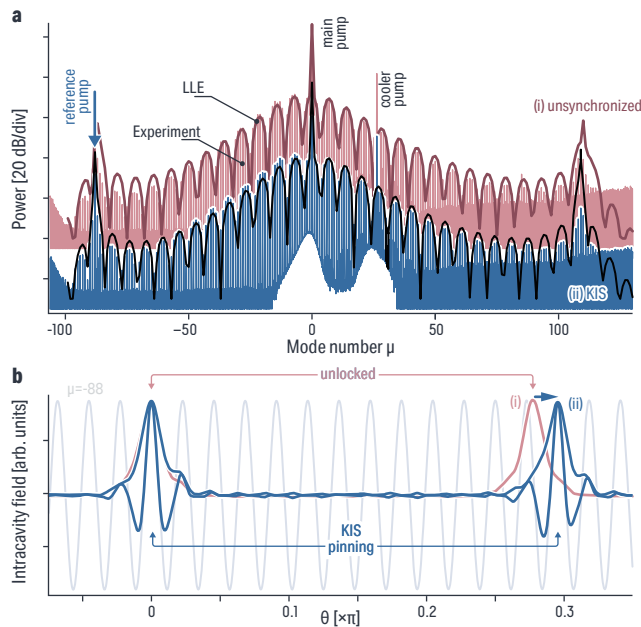 a
main
pump
reference
pump
cooler
pump
LLE
Experiment
(i) unsynchronized
(ii) KIS
Power [20 dB/div]
-100
−50
0
50
100
Mode number μ
b
μ=-88
unlocked
(i)
(ii)
KIS
pinning
Intracavity field [arb. units]
0
0.1
0.2
0.3
θ [×π]